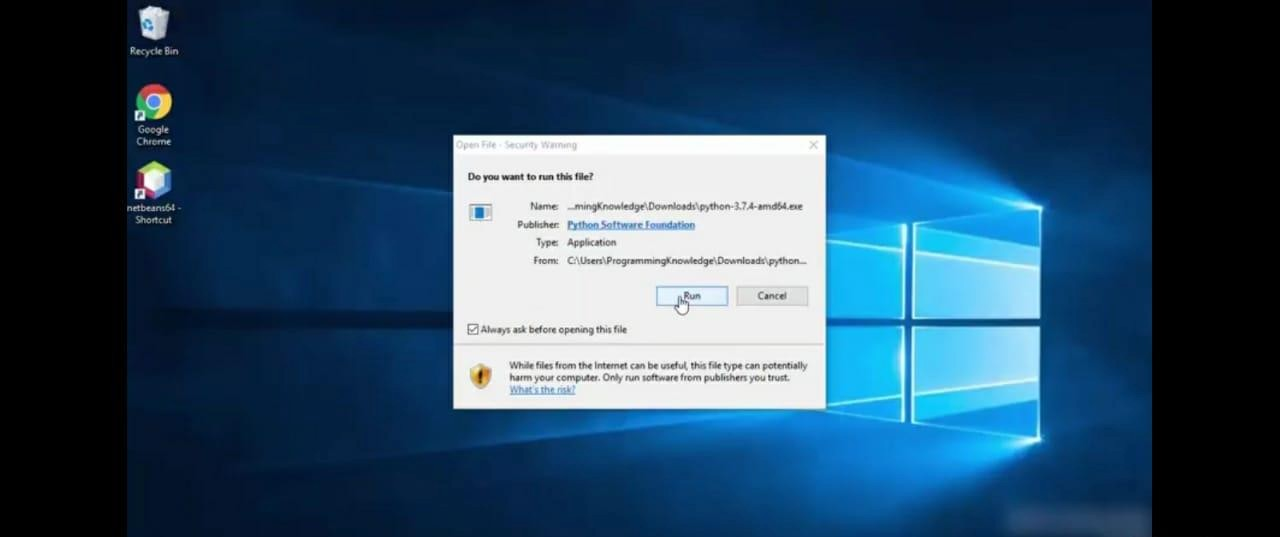 Recycle Bin
Google
Chrome
netbeans64 -
Shortcut
Open File - Security Warning
Do you want to run this file?
Name: ...mingKnowledge\Downloads\python-3.7.4-amd64.exe
Publisher: Python Software Foundation
Type: Application
From: C:\Users\ProgrammingKnowledge\Downloads\python...
Run Cancel
Always ask before opening this file
While files from the Internet can be useful, this file type can potentially
harm your computer. Only run software from publishers you trust.
What's the risk?